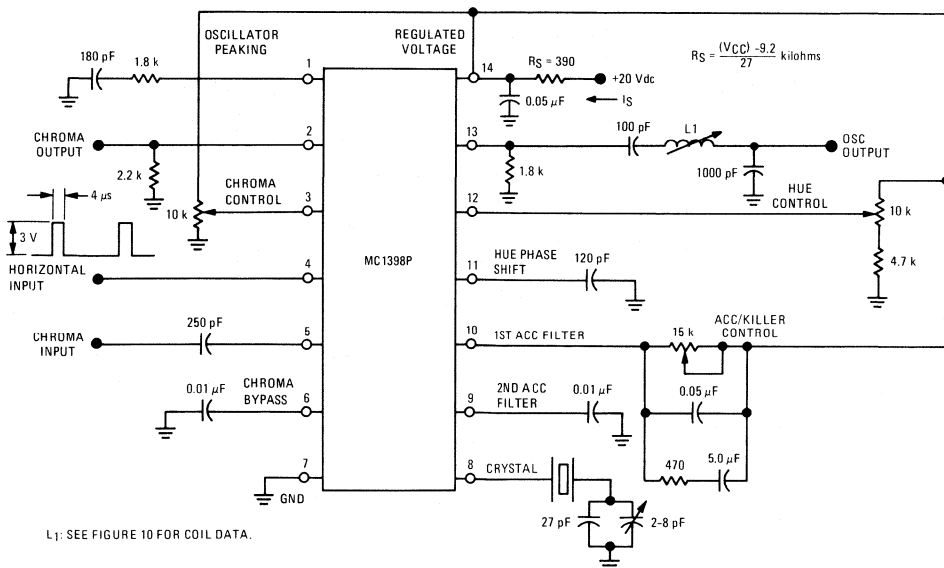 OSCILLATOR
PEAKING
REGULATED
VOLTAGE
RS = (VCC) -9.2
27
kilohms
180 pF
1.8 k
1
14
RS = 390
+20 Vdc
0.05 μF
IS
CHROMA
OUTPUT
2
2.2 k
13
100 pF
L1
OSC
OUTPUT
1.8 k
1000 pF
4 μs
3 V
HORIZONTAL
INPUT
10 k
CHROMA
CONTROL
3
12
HUE
CONTROL
10 k
4.7 k
MC1398P
4
11
HUE PHASE
SHIFT
120 pF
CHROMA
INPUT
250 pF
5
10
1ST ACC FILTER
15 k
ACC/KILLER
CONTROL
0.05 μF
470
5.0 μF
0.01 μF
CHROMA
BYPASS
6
9
2ND ACC
FILTER
0.01 μF
7
GND
8
CRYSTAL
27 pF
2-8 pF
L1: SEE FIGURE 10 FOR COIL DATA.